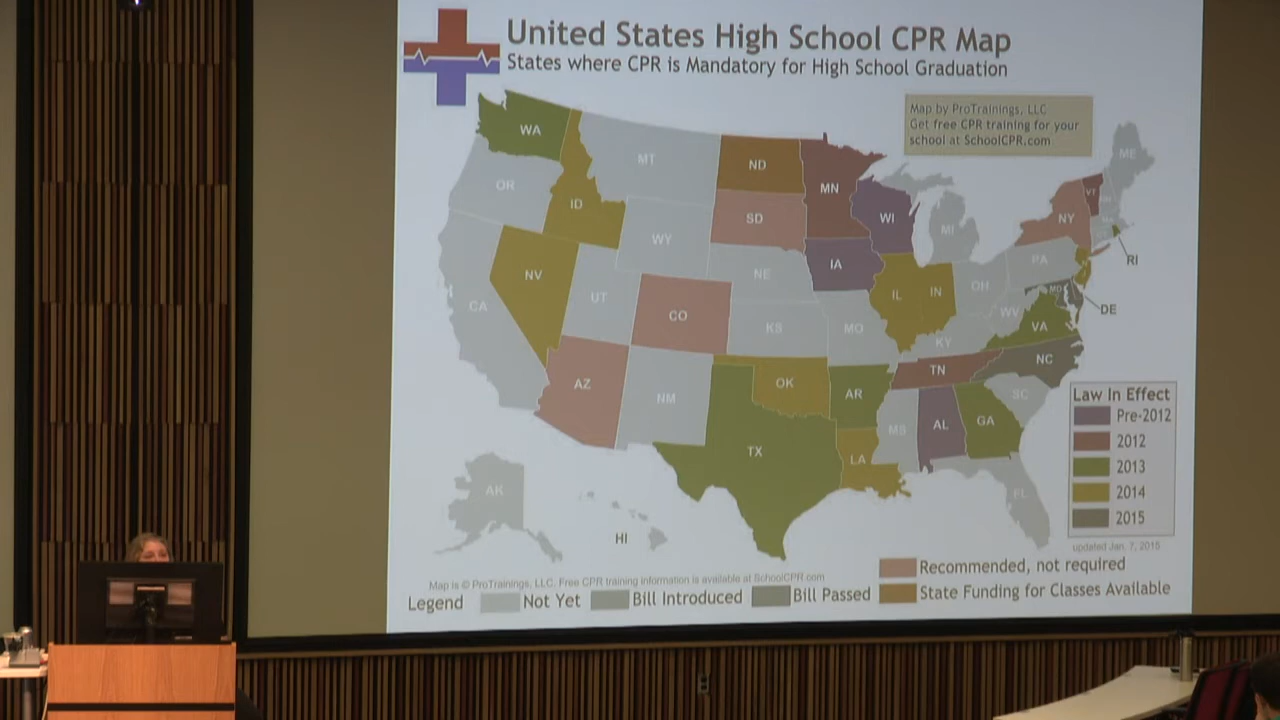 United States High School CPR Map
States where CPR is Mandatory for High School Graduation
Map by ProTrainings, LLC
Get free CPR training for your
school at SchoolCPR.com
WA
MT
ND
MN
ME
OR
ID
SD
WI
VT
NY
MI
WY
IA
PA
RI
NV
NE
IL
IN
OH
MD
DE
UT
CO
WV
VA
CA
KS
MO
KY
NC
AZ
NM
OK
AR
TN
SC
MS
AL
GA
TX
LA
FL
AK
HI
Law In Effect
Pre-2012
2012
2013
2014
2015
updated Jan. 7, 2015
Map is © ProTrainings, LLC. Free CPR training information is available at SchoolCPR.com
Recommended, not required
Legend
Not Yet
Bill Introduced
Bill Passed
State Funding for Classes Available